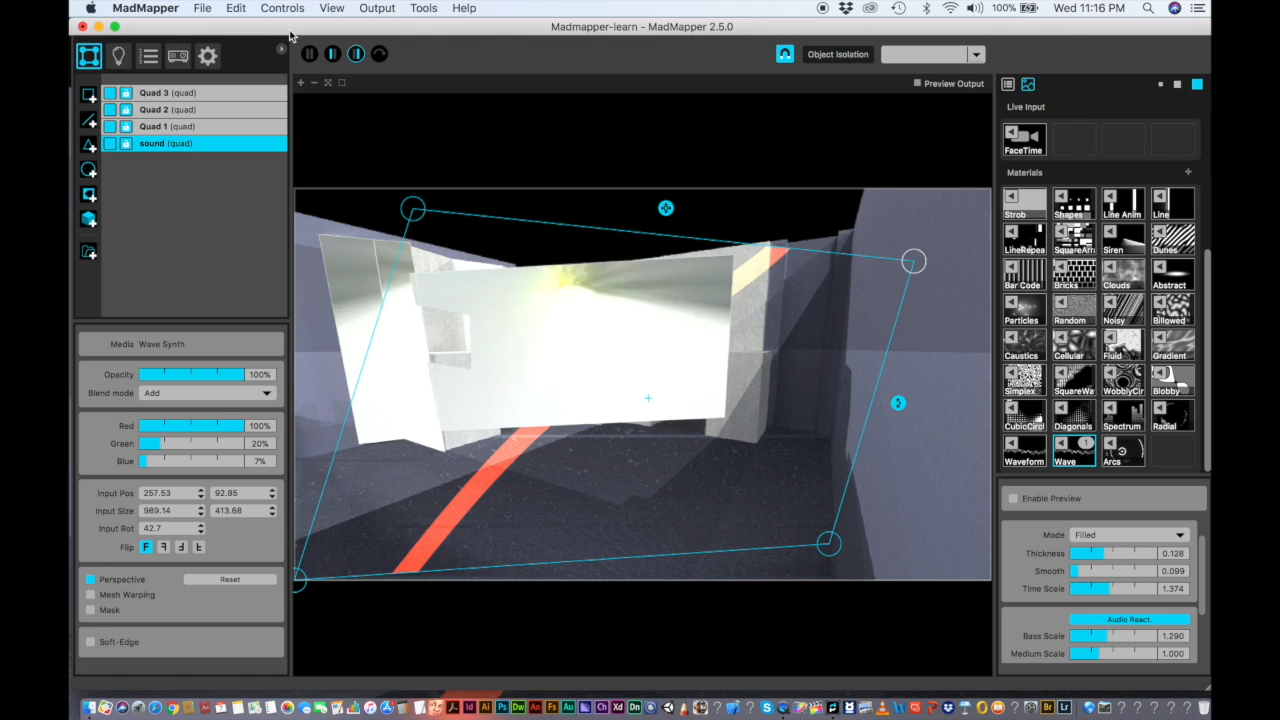 MadMapper File Edit Controls View Output Tools Help 100% Wed 11:16 PM
Madmapper-learn - MadMapper 2.5.0
Object Isolation
Preview Output
Quad 3 (quad)
Quad 2 (quad)
Quad 1 (quad)
sound (quad)
Media Wave Synth
Opacity 100%
Blend mode Add
Red 100%
Green 20%
Blue 7%
Input Pos 257.53 92.85
Input Size 989.14 413.68
Input Rot 42.7
Flip
Perspective Reset
Mesh Warping
Mask
Soft-Edge
Live Input
FaceTime
Materials
Strob Shapes Line Anim Line
LineRepea SquareArra Siren Dunes
Bar Code Bricks Clouds Abstract
Particles Random Noisy Billowed
Caustics Cellular Fluid Gradient
Simplex SquareWa WobblyCir Blobby
CubicCircl Diagonals Spectrum Radial
Waveform Wave 1 Arcs
Enable Preview
Mode Filled
Thickness 0.128
Smooth 0.099
Time Scale 1.374
Audio React.
Bass Scale 1.290
Medium Scale 1.000